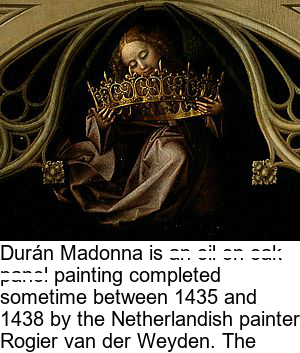 Durán Madonna is
painting completed
sometime between 1435 and
1438 by the Netherlandish painter
Rogier van der Weyden. The